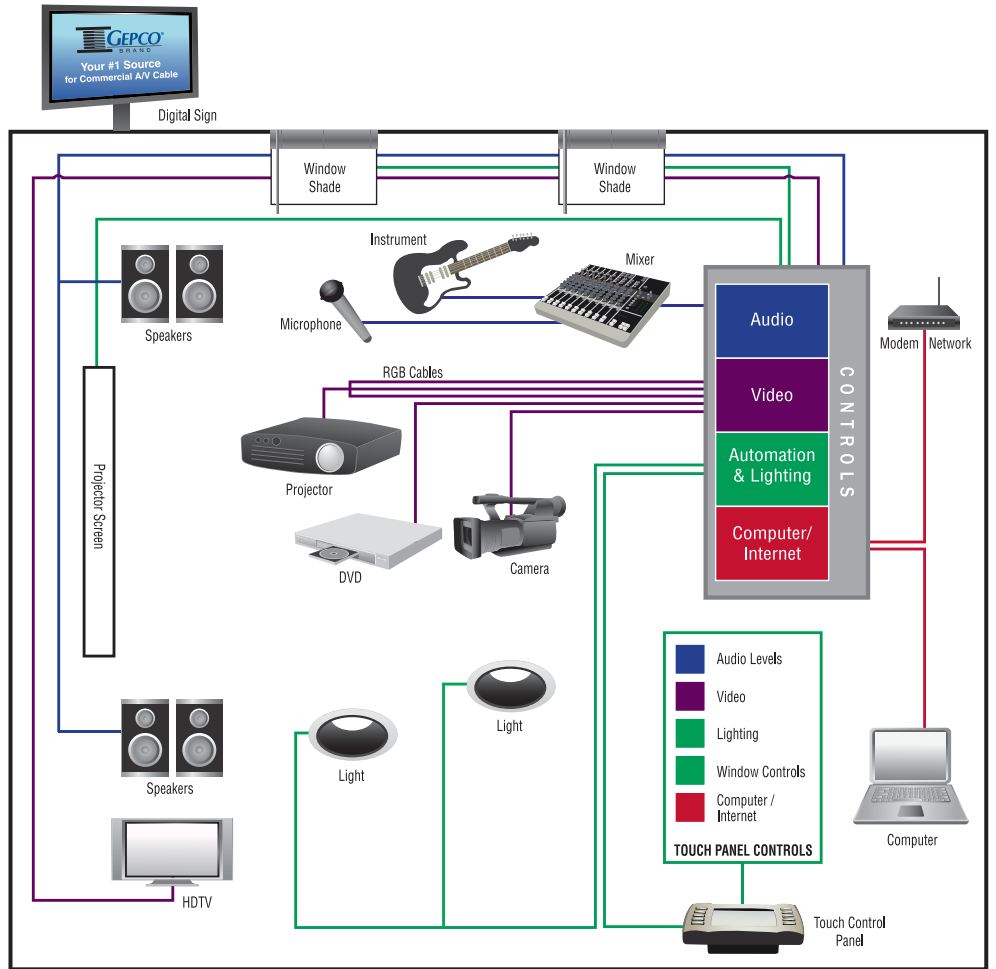 GEPCO®
BRAND
Your #1 Source
for Commercial A/V Cable
Digital Sign
Window
Shade
Window
Shade
Instrument
Mixer
Microphone
Speakers
Audio
Modem
Network
RGB Cables
Video
CONTROLS
Projector
Automation
& Lighting
Projector Screen
DVD
Camera
Computer/
Internet
Audio Levels
Video
Lighting
Window Controls
Computer /
Internet
TOUCH PANEL CONTROLS
Light
Light
Speakers
HDTV
Computer
Touch Control
Panel